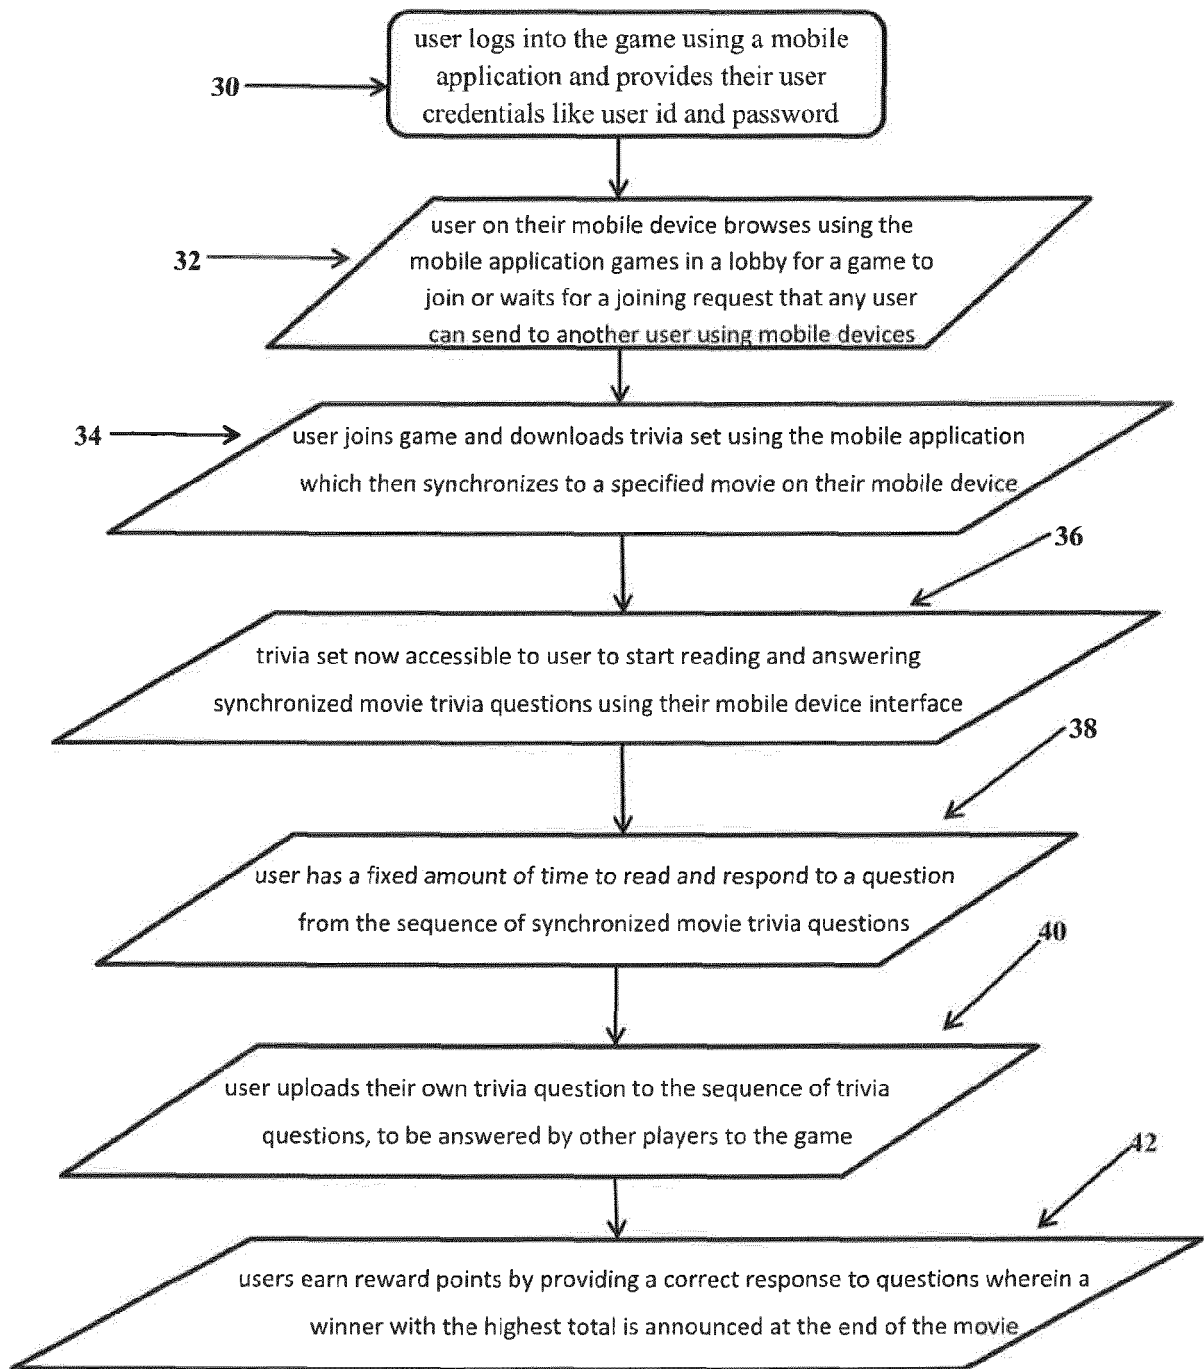 user logs into the game using a mobile
application and provides their user
30
credentials like user id and password
user on their mobile device browses using the
32
mobile application games in a lobby for a game to
join or waits for a joining request that any user
can send to another user using mobile devices
34
user joins game and downloads trivia set using the mobile application
which then synchronizes to a specified movie on their mobile device
36
trivia set now accessible to user to start reading and answering
synchronized movie trivia questions using their mobile device interface
38
user has a fixed amount of time to read and respond to a question
from the sequence of synchronized movie trivia questions
40
user uploads their own trivia question to the sequence of trivia
questions, to be answered by other players to the game
42
users earn reward points by providing a correct response to questions wherein a
winner with the highest total is announced at the end of the movie